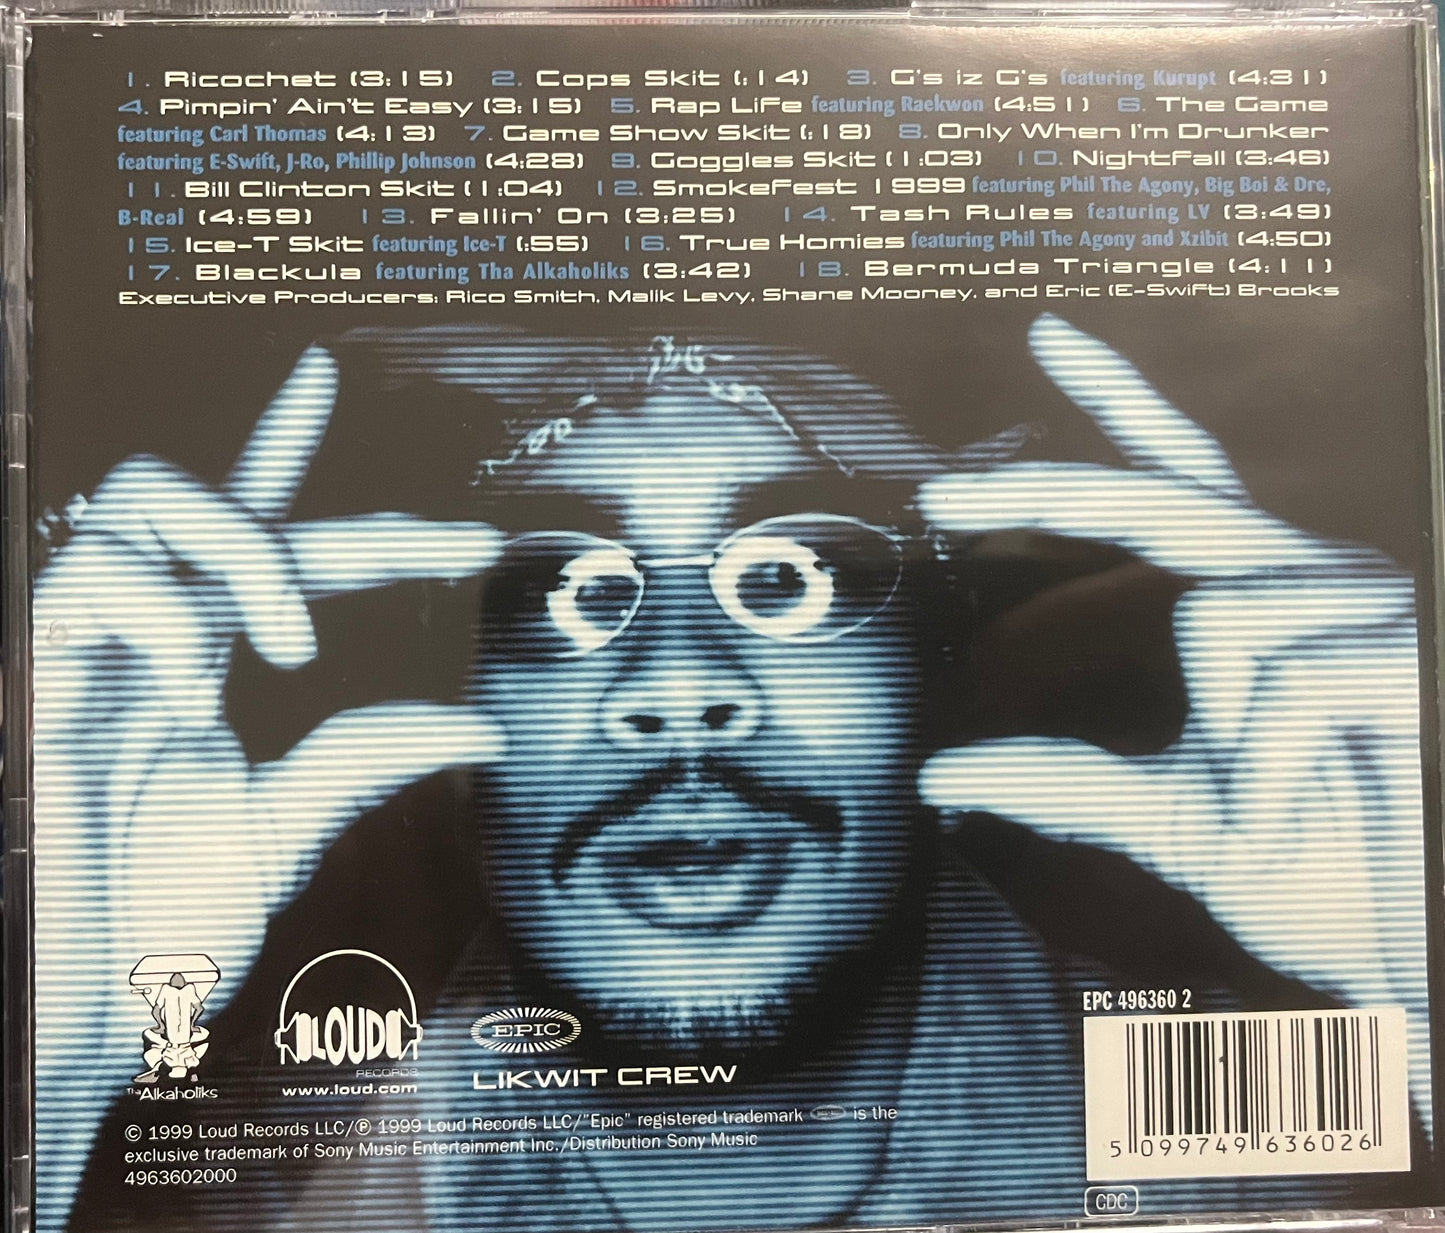 1. Ricochet (3:15) 2. Cops Skit (:14) 3. G's iz G's featuring Kurupt (4:31)
4. Pimpin' Ain't Easy (3:15) 5. Rap Life featuring Raekwon (4:51) 6. The Game
featuring Carl Thomas (4:13) 7. Game Show Skit (:18) 8. Only When I'm Drunker
featuring E-Swift, J-Ro, Phillip Johnson (4:28) 9. Goggles Skit (1:03) 10. Nightfall (3:46)
11. Bill Clinton Skit (1:04) 12. Smokefest 1999 featuring Phil The Agony, Big Boi & Dre,
B-Real (4:59) 13. Fallin' On (3:25) 14. Tash Rules featuring LV (3:49)
15. Ice-T Skit featuring Ice-T (:55) 16. True Homies featuring Phil The Agony and Xzibit (4:50)
17. Blackula featuring Tha Alkaholiks (3:42) 18. Bermuda Triangle (4:11)
Executive Producers: Rico Smith, Malik Levy, Shane Mooney, and Eric (E-Swift) Brooks
Tha Alkaholiks
LOUD
RECORDS
www.loud.com
EPIC
LIKWIT CREW
© 1999 Loud Records LLC/℗ 1999 Loud Records LLC/"Epic" registered trademark EPIC is the
exclusive trademark of Sony Music Entertainment Inc./Distribution Sony Music
4963602000
EPC 496360 2
5 099749 636026
CDC